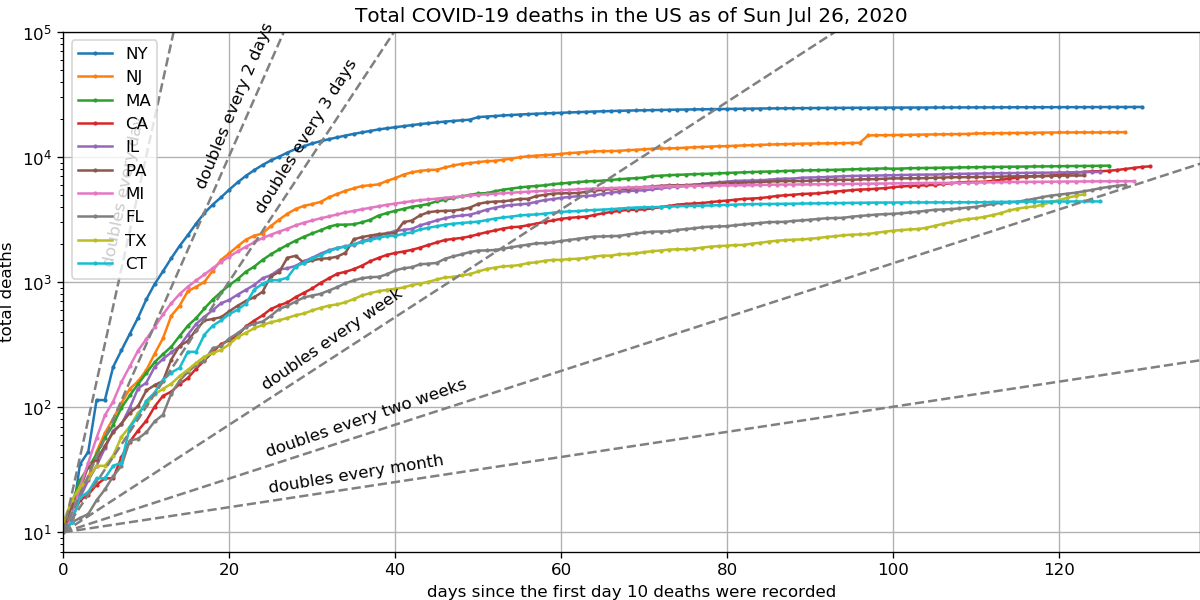 Total COVID-19 deaths in the US as of Sun Jul 26, 2020
10^5
10^4
10^3
10^2
10^1
total deaths
NY
NJ
MA
CA
IL
PA
MI
FL
TX
CT
doubles every day
doubles every 2 days
doubles every 3 days
doubles every week
doubles every two weeks
doubles every month
0
20
40
60
80
100
120
days since the first day 10 deaths were recorded